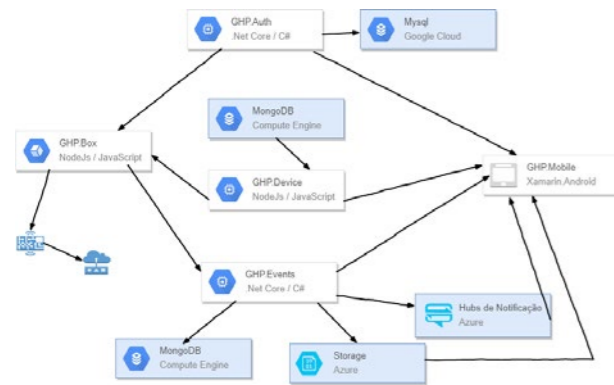 GHP.Auth
.Net Core / C#
Mysql
Google Cloud
MongoDB
Compute Engine
GHP.Box
NodeJs / JavaScript
GHP.Device
NodeJs / JavaScript
GHP.Mobile
Xamarin.Android
GHP.Events
.Net Core / C#
Hubs de Notificação
Azure
MongoDB
Compute Engine
Storage
Azure